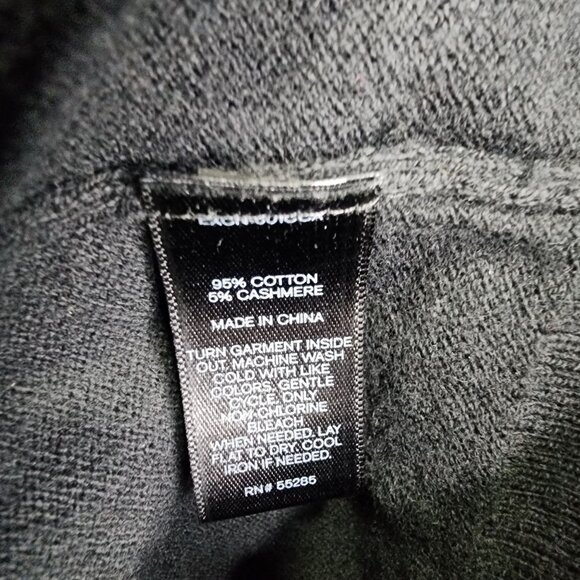 95% COTTON
5% CASHMERE
MADE IN CHINA
TURN GARMENT INSIDE
OUT. MACHINE WASH
COLD WITH LIKE
COLORS, GENTLE
CYCLE. ONLY
NON-CHLORINE
BLEACH
WHEN NEEDED. LAY
FLAT TO DRY. COOL
IRON IF NEEDED.
RN# 55285